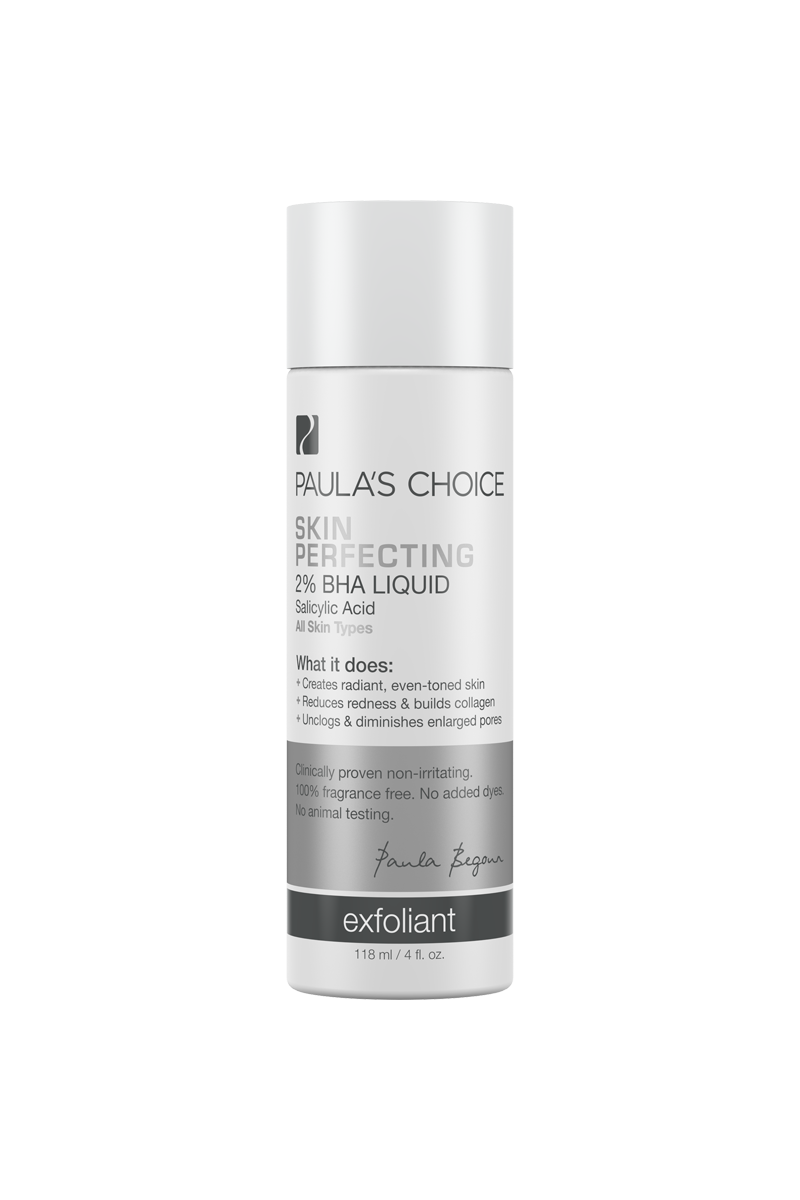 PAULA'S CHOICE
SKIN
PERFECTING
2% BHA LIQUID
Salicylic Acid
All Skin Types
What it does:
+Creates radiant, even-toned skin
+Reduces redness & builds collagen
+Unclogs & diminishes enlarged pores
Clinically proven non-irritating.
100% fragrance free. No added dyes.
No animal testing.
Paula Begoun
exfoliant
118 ml / 4 fl. oz.